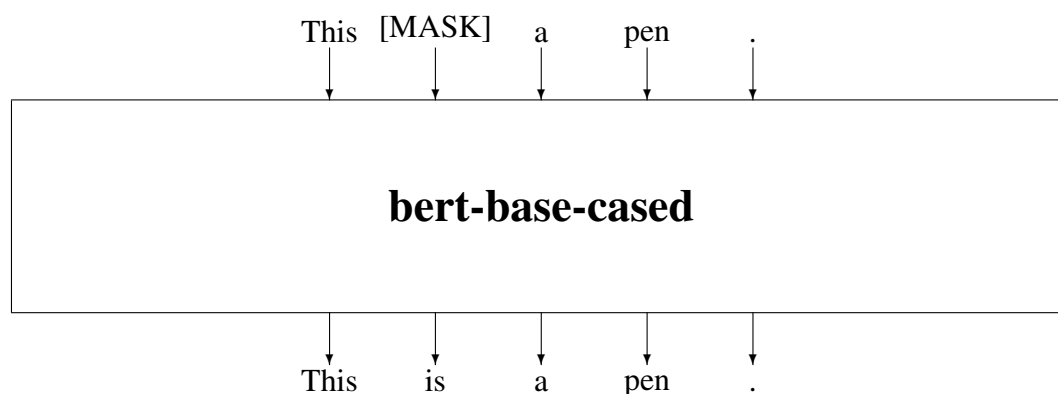 This [MASK] a pen .
bert-base-cased
This is a pen .